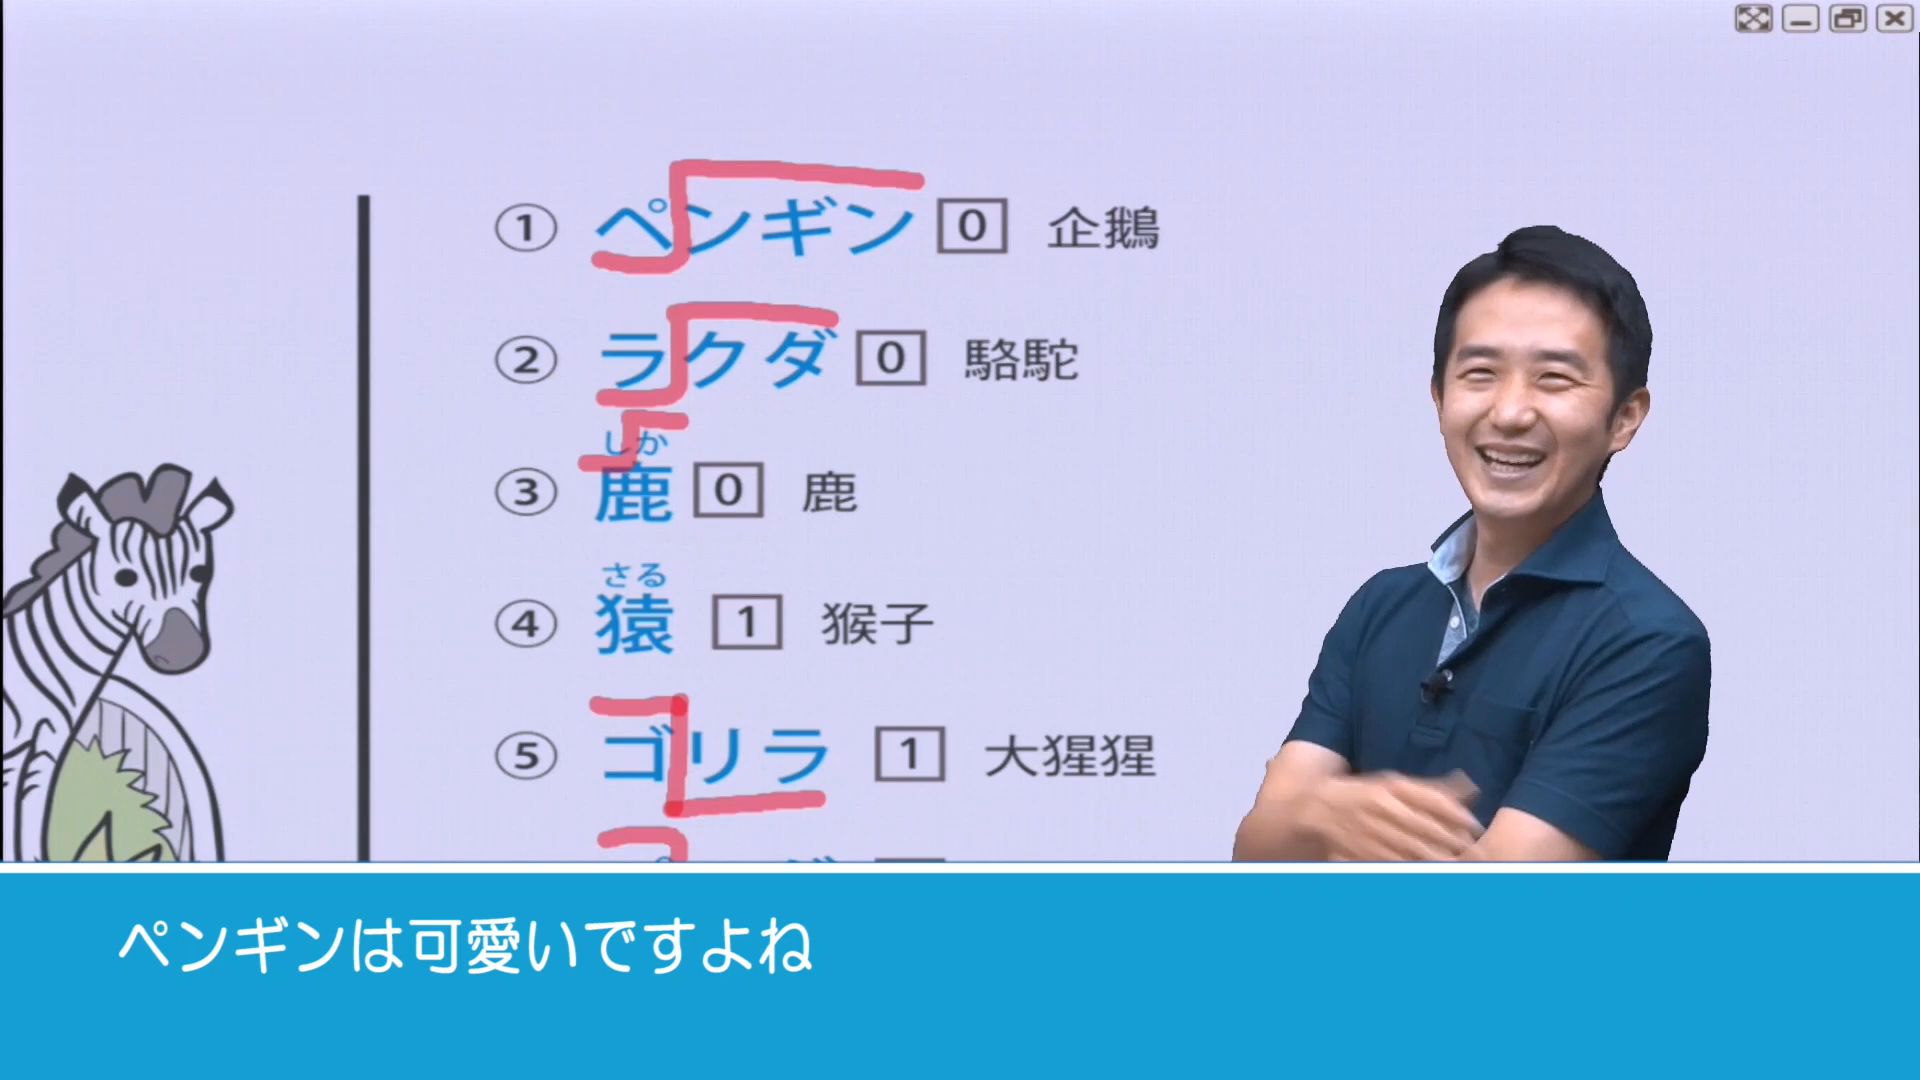 ① ペンギン 0 企鵝
② ラクダ 0 駱駝
しか
③ 鹿 0 鹿
さる
④ 猿 1 猴子
⑤ ゴリラ 1 大猩猩
ペンギンは可愛いですよね